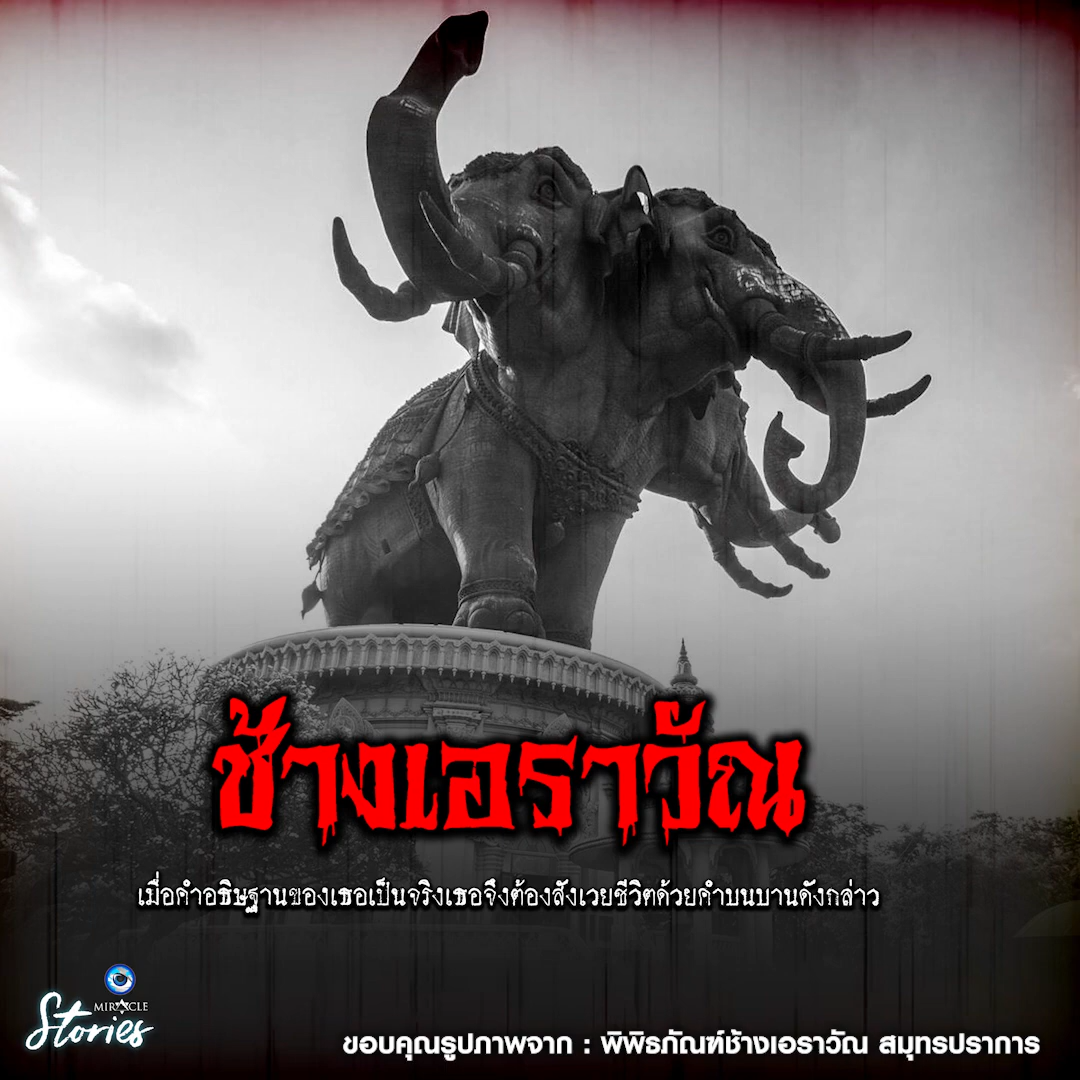 ช้างเอราวัณ
เมื่อคำอธิษฐานของเธอเป็นจริงเธอจึงต้องสังเวยชีวิตด้วยคำบนบานดังกล่าว
MIRACLE
Stories
ขอบคุณรูปภาพจาก : พิพิธภัณฑ์ช้างเอราวัณ สมุทรปราการ